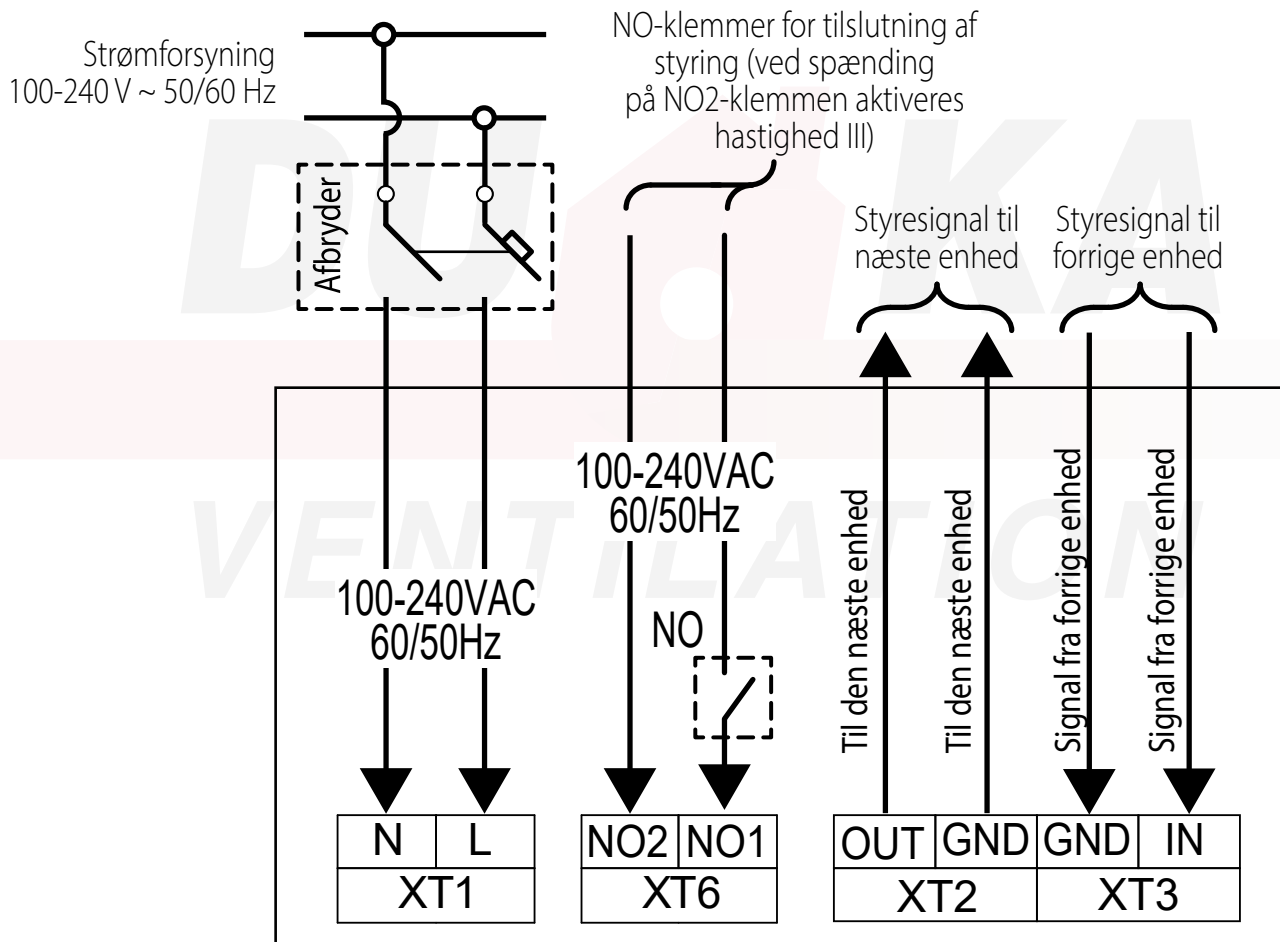 Strømforsyning
100-240 V ~ 50/60 Hz
NO-klemmer for tilslutning af
styring (ved spænding
på NO2-klemmen aktiveres
hastighed III)
Afbryder
Styresignal til
næste enhed
Styresignal til
forrige enhed
DUKA
VENTILATION
100-240VAC
60/50Hz
100-240VAC
60/50Hz
NO
Til den næste enhed
Til den næste enhed
Signal fra forrige enhed
Signal fra forrige enhed
N
L
XT1
NO2
NO1
XT6
OUT
GND
XT2
GND
IN
XT3